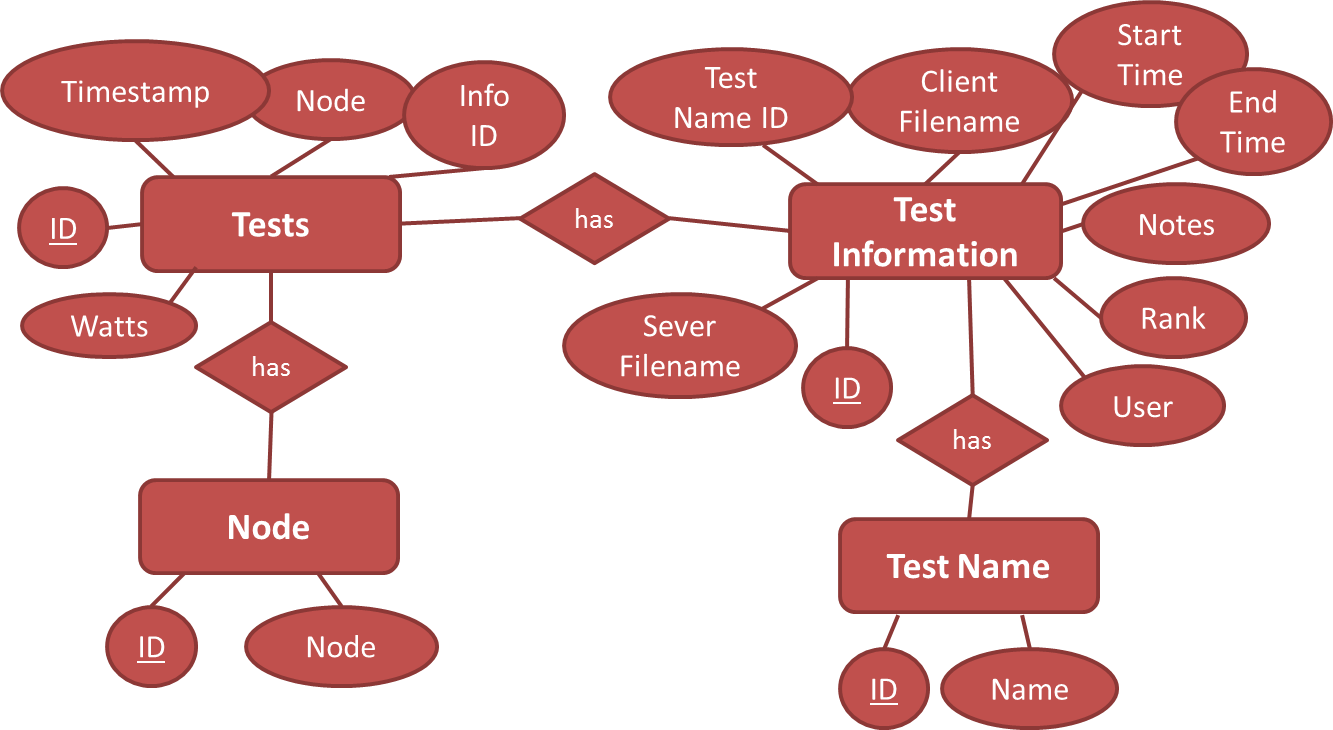 Timestamp
Node
Info
ID
Test
Name ID
Client
Filename
Start
Time
End
Time
ID
Tests
has
Test
Information
Notes
Watts
has
Sever
Filename
ID
Rank
User
has
Node
Test Name
ID
Node
ID
Name